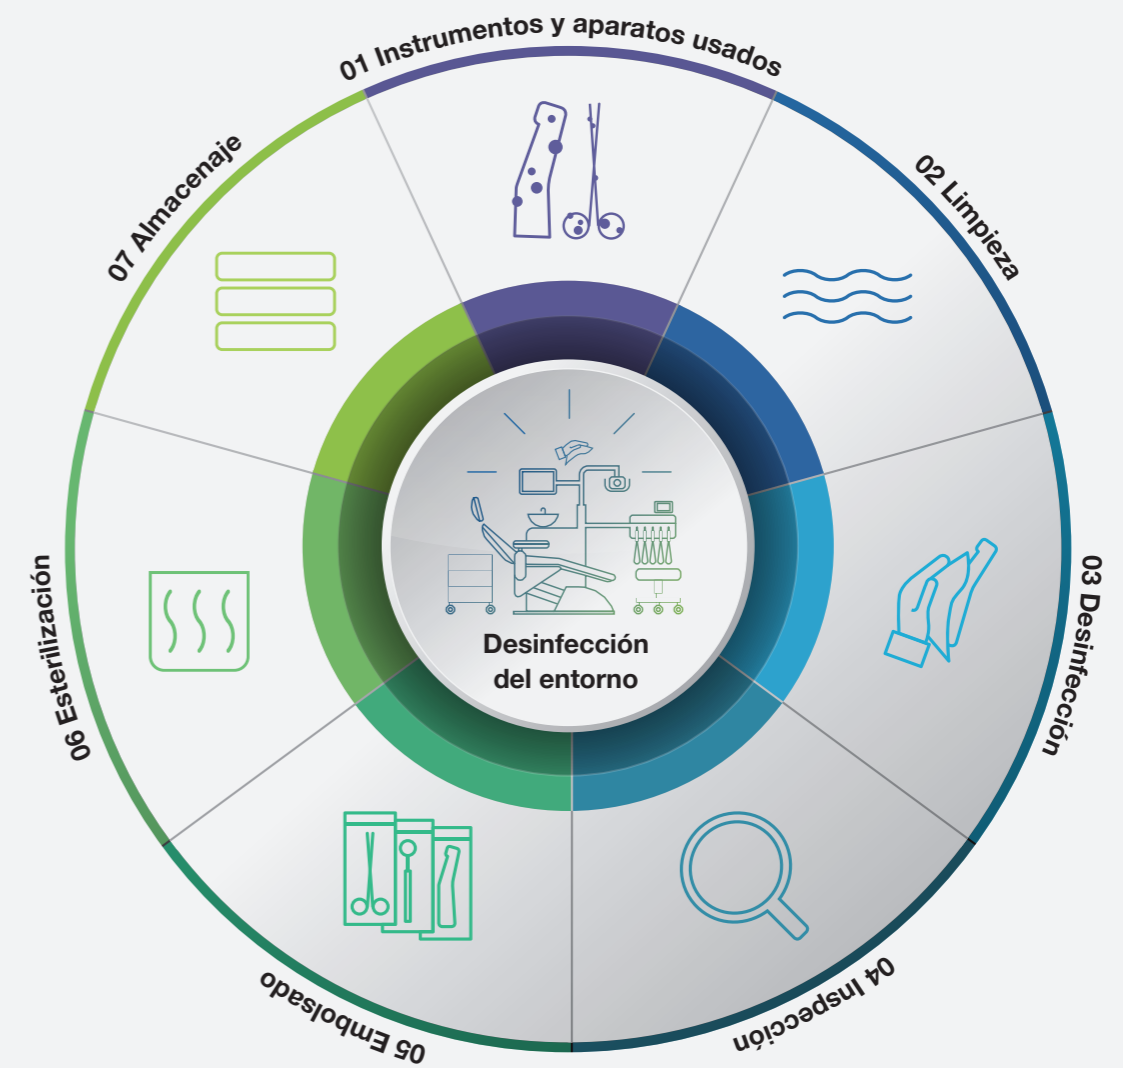 01 Instrumentos y aparatos usados
02 Limpieza
03 Desinfección
04 Inspección
05 Embolsado
06 Esterilización
07 Almacenaje
Desinfección
del entorno